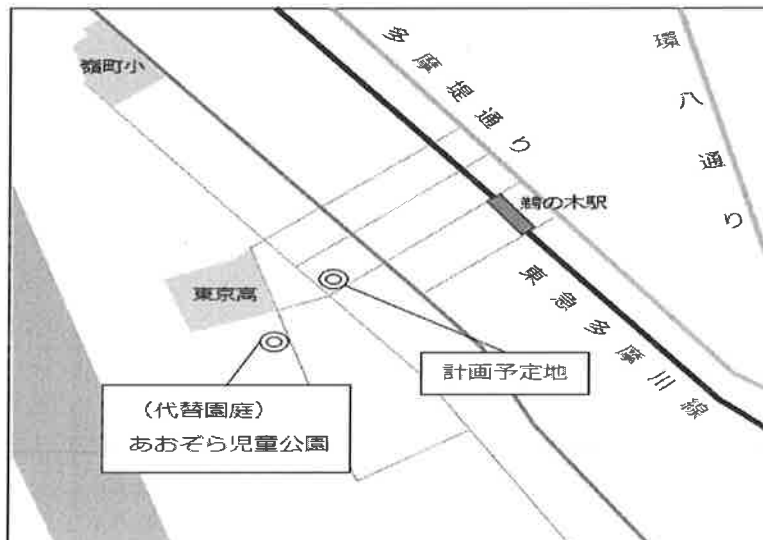 嶺町小
多摩堤通り
環八通り
鵜の木駅
東京高
東急多摩川線
計画予定地
（代替園庭）
あおぞら児童公園